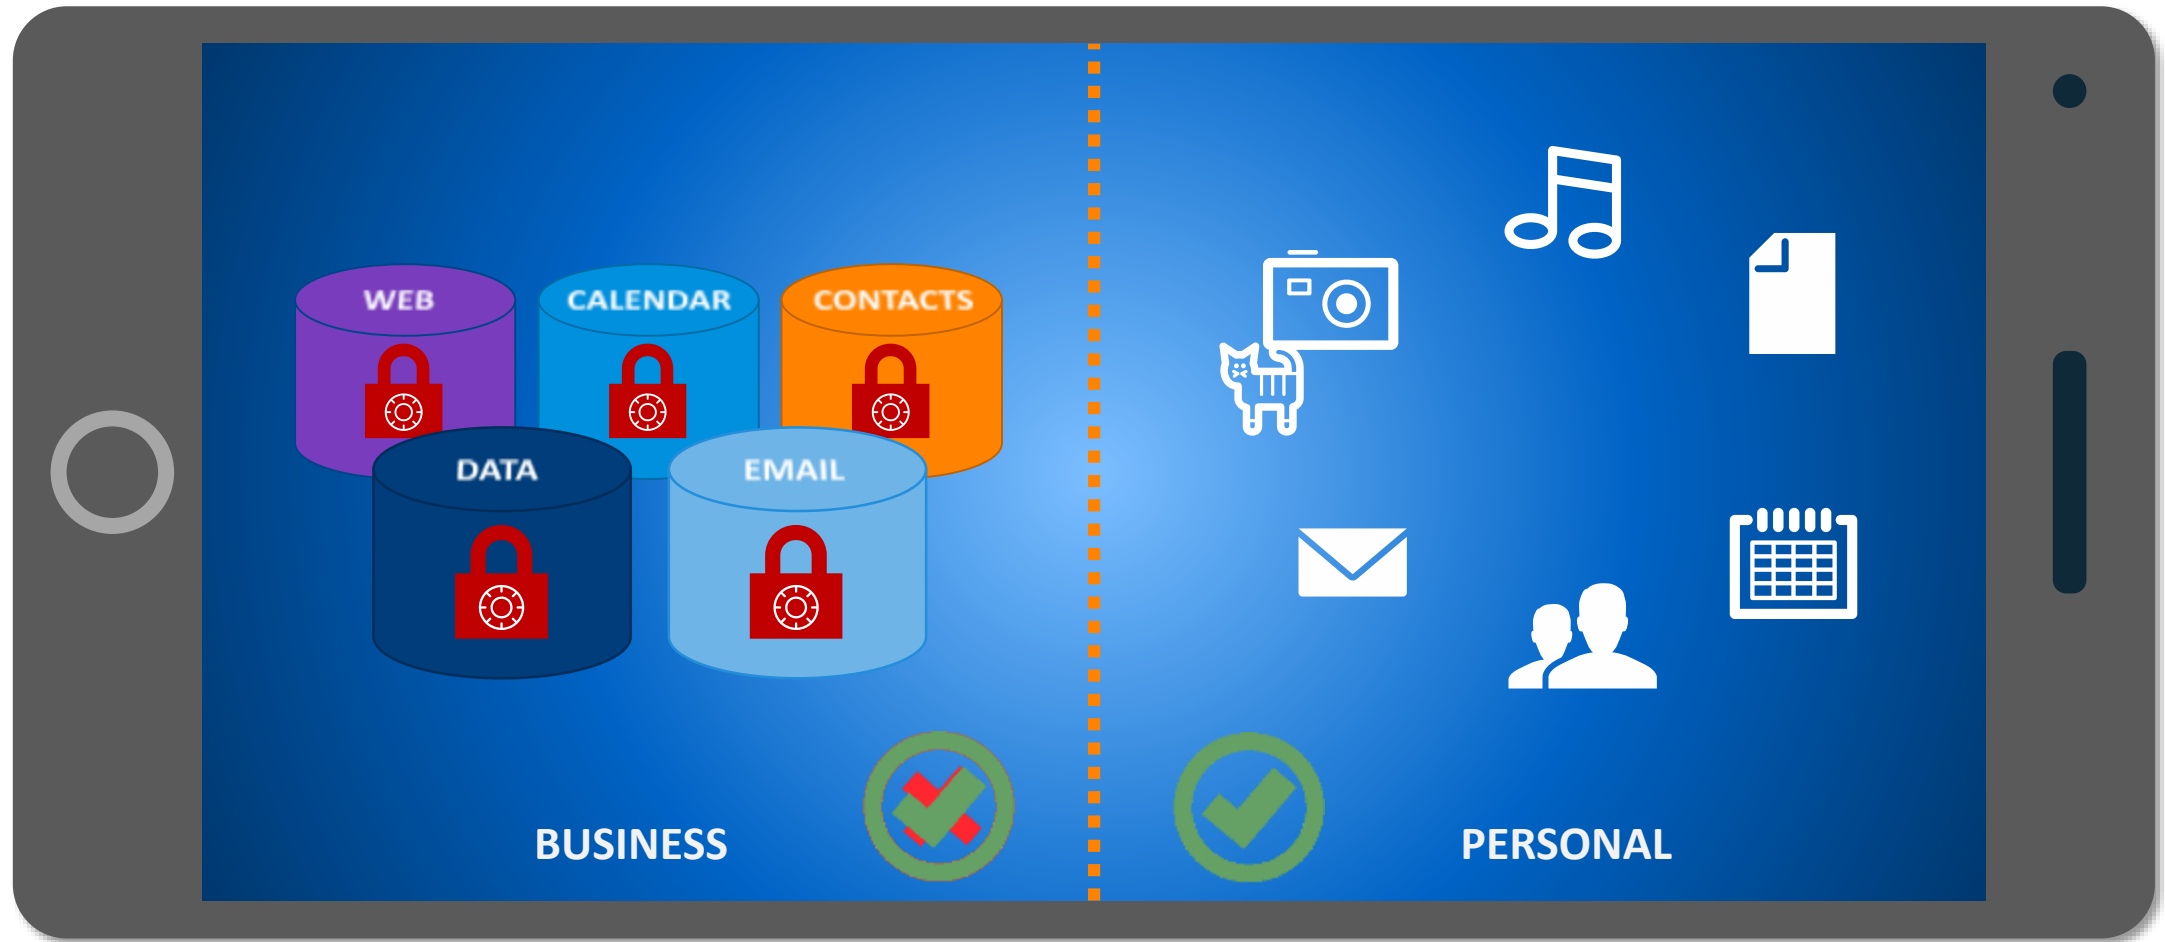 WEB
CALENDAR
CONTACTS
DATA
EMAIL
BUSINESS
PERSONAL